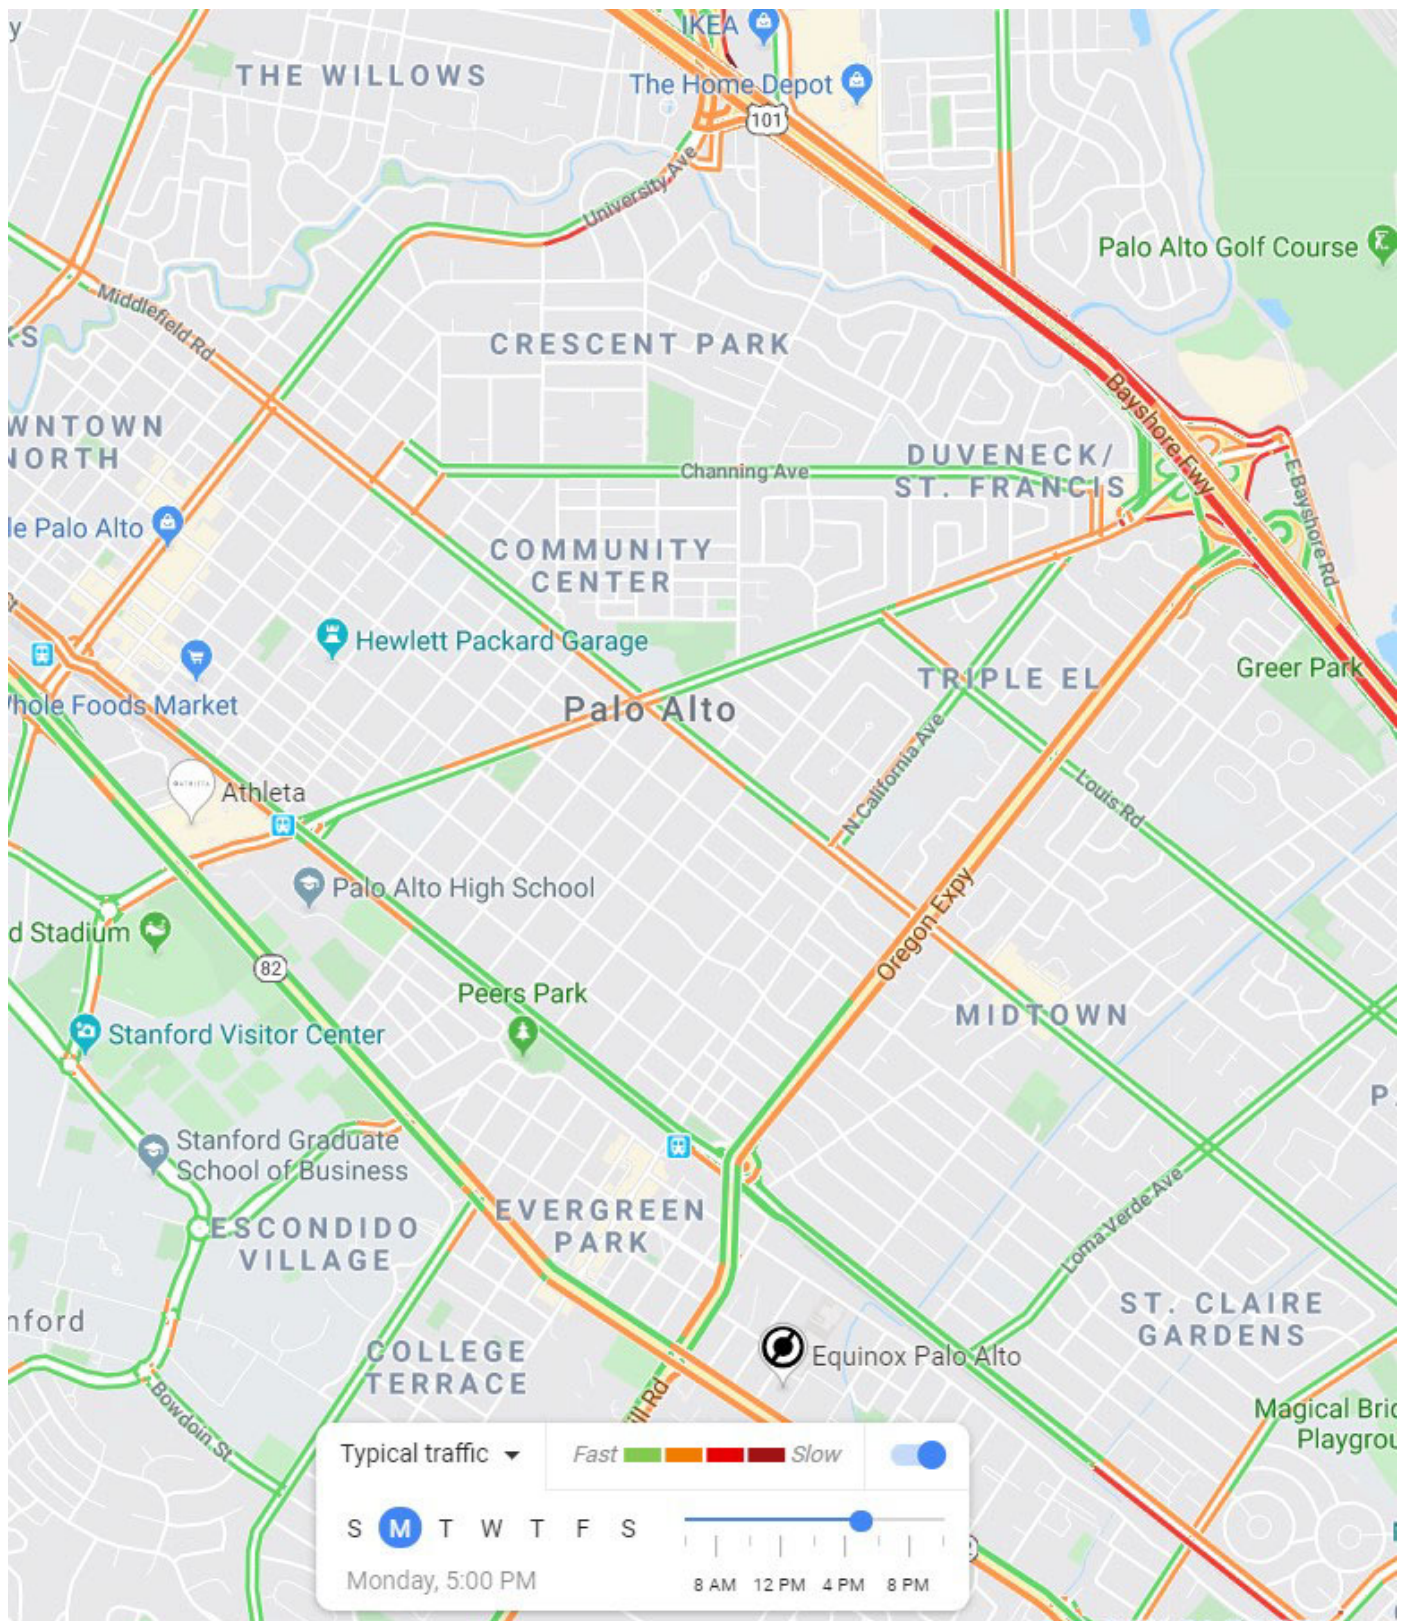 y
IKEA
THE WILLOWS
The Home Depot
101
University Ave
Palo Alto Golf Course
Middlefield Rd
KS
CRESCENT PARK
Bayshore Fwy
WNTOWN
NORTH
DUVENECK/
ST. FRANCIS
Channing Ave
E Bayshore Rd
le Palo Alto
COMMUNITY
CENTER
Hewlett Packard Garage
TRIPLE EL
Greer Park
Whole Foods Market
Palo Alto
N California Ave
Louis Rd
ATHLETA
Athleta
Palo Alto High School
Oregon Expy
d Stadium
82
Peers Park
MIDTOWN
Stanford Visitor Center
P
Stanford Graduate
School of Business
Loma Verde Ave
EVERGREEN
PARK
ESCONDIDO
VILLAGE
nford
ST. CLAIRE
GARDENS
COLLEGE
TERRACE
Equinox Palo Alto
Bowdoin St
ill Rd
Magical Bri
Playgrou
Typical traffic
Fast
Slow
S M T W T F S
Monday, 5:00 PM
8 AM 12 PM 4 PM 8 PM